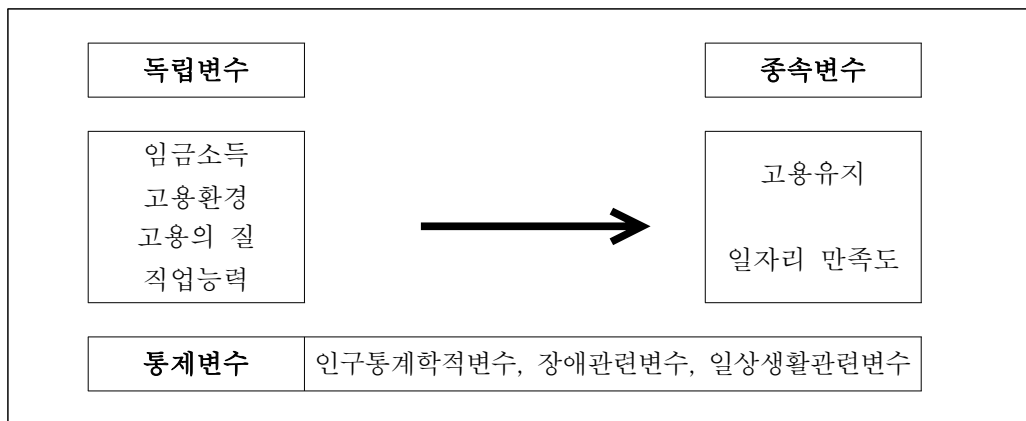 독립변수
종속변수
임금소득
고용환경
고용의 질
직업능력
고용유지
일자리 만족도
통제변수
인구통계학적변수, 장애관련변수, 일상생활관련변수